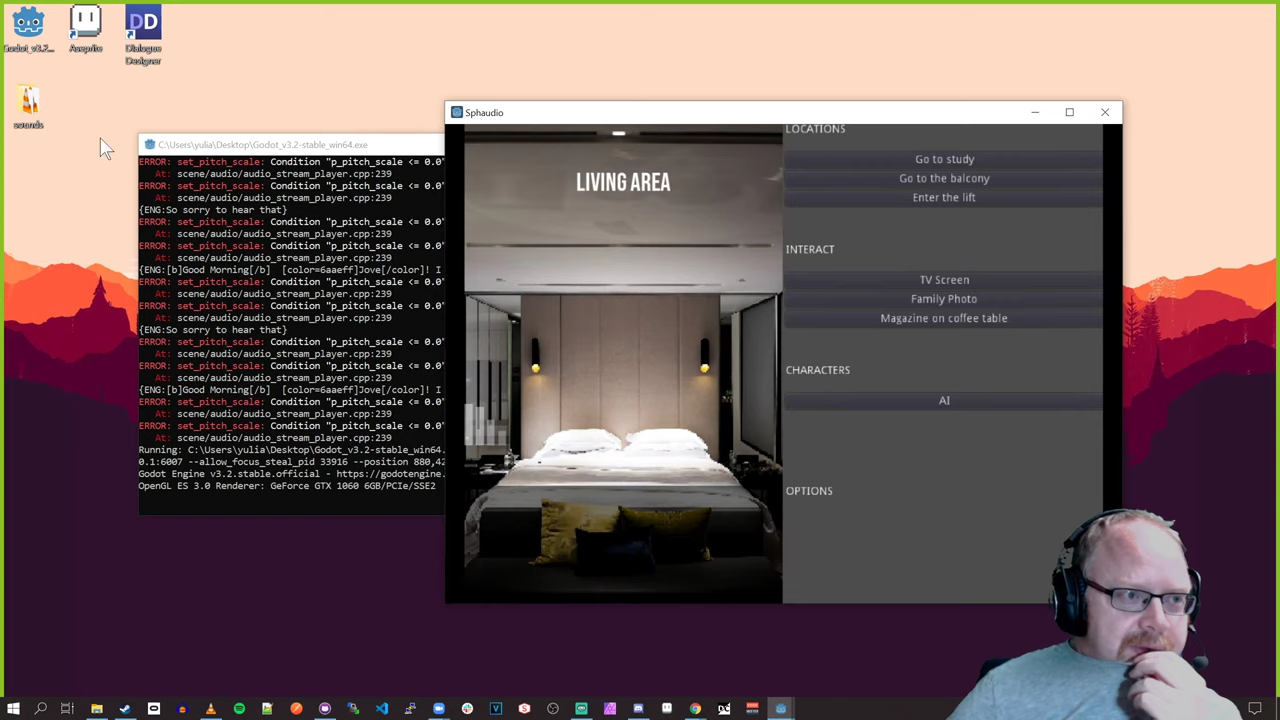 Godot_v3.2...
Aseprite
Dialogue
Designer
DD
sounds
C:\Users\yulia\Desktop\Godot_v3.2-stable_win64.exe
ERROR: set_pitch_scale: Condition "p_pitch_scale <= 0.0"
At: scene/audio/audio_stream_player.cpp:239
ERROR: set_pitch_scale: Condition "p_pitch_scale <= 0.0"
At: scene/audio/audio_stream_player.cpp:239
{ENG:So sorry to hear that}
ERROR: set_pitch_scale: Condition "p_pitch_scale <= 0.0"
At: scene/audio/audio_stream_player.cpp:239
ERROR: set_pitch_scale: Condition "p_pitch_scale <= 0.0"
At: scene/audio/audio_stream_player.cpp:239
{ENG:[b]Good Morning[/b]  [color=6aaeff]Jove[/color]! I
ERROR: set_pitch_scale: Condition "p_pitch_scale <= 0.0"
At: scene/audio/audio_stream_player.cpp:239
ERROR: set_pitch_scale: Condition "p_pitch_scale <= 0.0"
At: scene/audio/audio_stream_player.cpp:239
{ENG:So sorry to hear that}
ERROR: set_pitch_scale: Condition "p_pitch_scale <= 0.0"
At: scene/audio/audio_stream_player.cpp:239
ERROR: set_pitch_scale: Condition "p_pitch_scale <= 0.0"
At: scene/audio/audio_stream_player.cpp:239
{ENG:[b]Good Morning[/b]  [color=6aaeff]Jove[/color]! I
ERROR: set_pitch_scale: Condition "p_pitch_scale <= 0.0"
At: scene/audio/audio_stream_player.cpp:239
ERROR: set_pitch_scale: Condition "p_pitch_scale <= 0.0"
At: scene/audio/audio_stream_player.cpp:239
Running: C:\Users\yulia\Desktop\Godot_v3.2-stable_win64.
0.1:6007 --allow_focus_steal_pid 33916 --position 880,42
Godot Engine v3.2.stable.official - https://godotengine.
OpenGL ES 3.0 Renderer: GeForce GTX 1060 6GB/PCIe/SSE2
Sphaudio
LIVING AREA
LOCATIONS
Go to study
Go to the balcony
Enter the lift
INTERACT
TV Screen
Family Photo
Magazine on coffee table
CHARACTERS
AI
OPTIONS